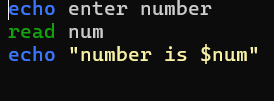 echo enter number
read num
echo "number is $num"